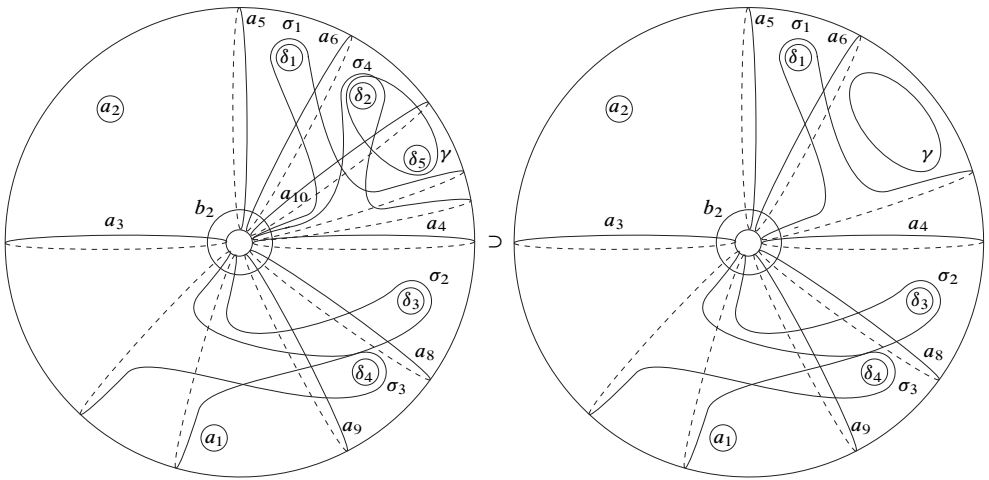 a₅ σ₁ a₆
δ₁
σ₄
a₂ δ₂
δ₅ γ
a₁₀
b₂
a₃ a₄
σ₂
δ₃
a₈
δ₄
σ₃
a₁ a₉
⊃
a₅ σ₁ a₆
δ₁
a₂
γ
b₂
a₃ a₄
σ₂
δ₃
a₈
δ₄
σ₃
a₁ a₉